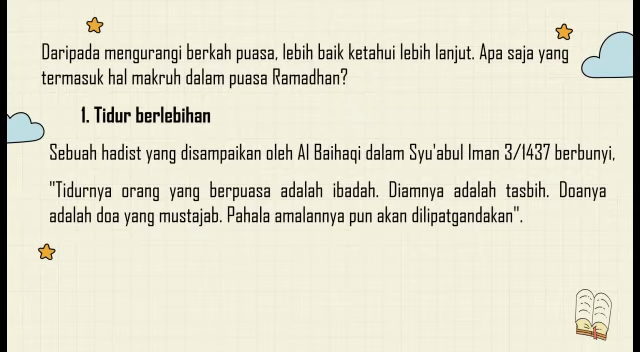 Daripada mengurangi berkah puasa, lebih baik ketahui lebih lanjut. Apa saja yang
termasuk hal makruh dalam puasa Ramadhan?
1. Tidur berlebihan
Sebuah hadist yang disampaikan oleh Al Baihaqi dalam Syu'abul Iman 3/1437 berbunyi,
"Tidurnya orang yang berpuasa adalah ibadah. Diamnya adalah tasbih. Doanya
adalah doa yang mustajab. Pahala amalannya pun akan dilipatgandakan".